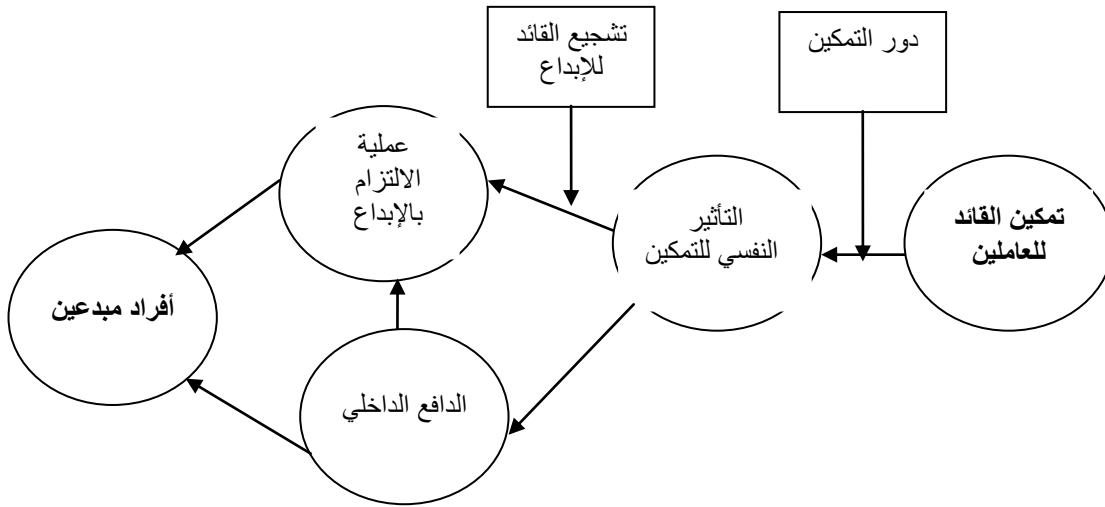 دور التمكين
تشجيع القائد
للإبداع
تمكين القائد
للعاملين
التأثير
النفسي للتمكين
عملية
الالتزام
بالإبداع
الدافع الداخلي
أفراد مبدعين